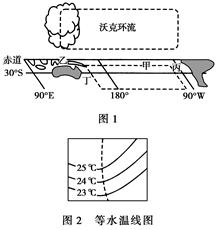 沃克环流
赤道 乙 甲 丙
30°S
丁
90°E 180° 90°W
图 1
25 ℃
24 ℃
23 ℃
图 2 等水温线图